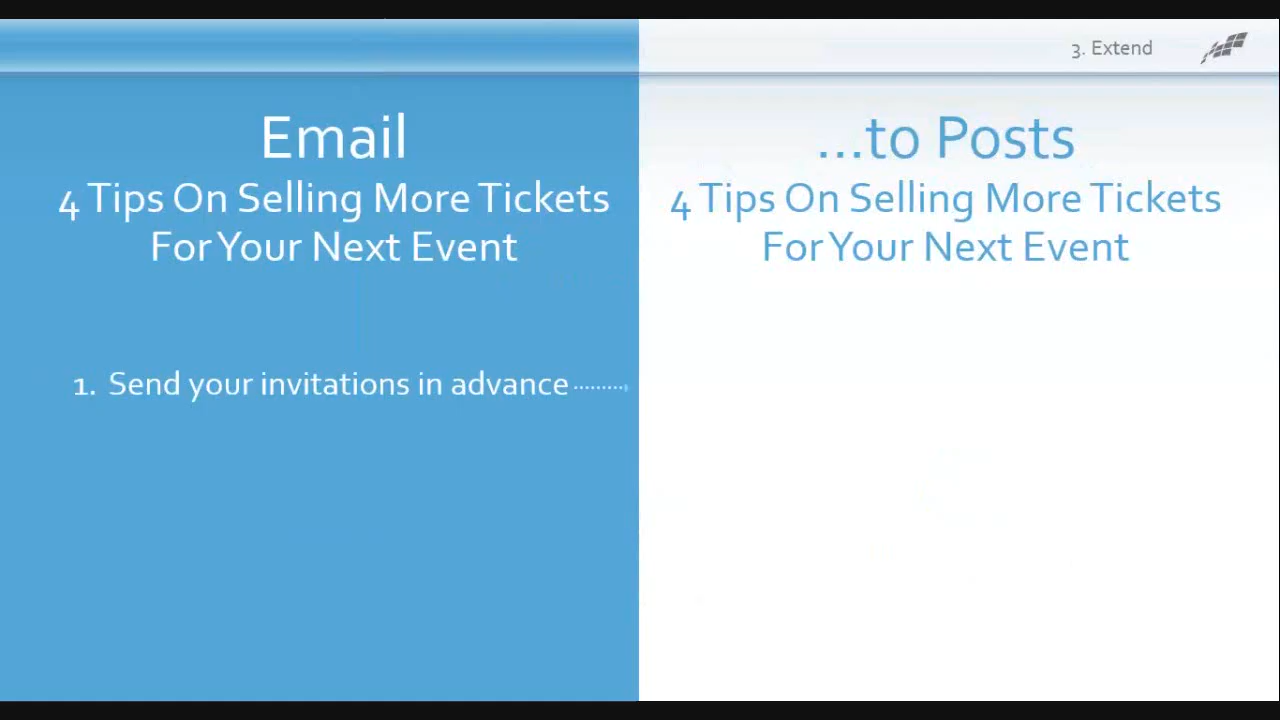 3. Extend
Email
4 Tips On Selling More Tickets
For Your Next Event
1. Send your invitations in advance
...to Posts
4 Tips On Selling More Tickets
For Your Next Event